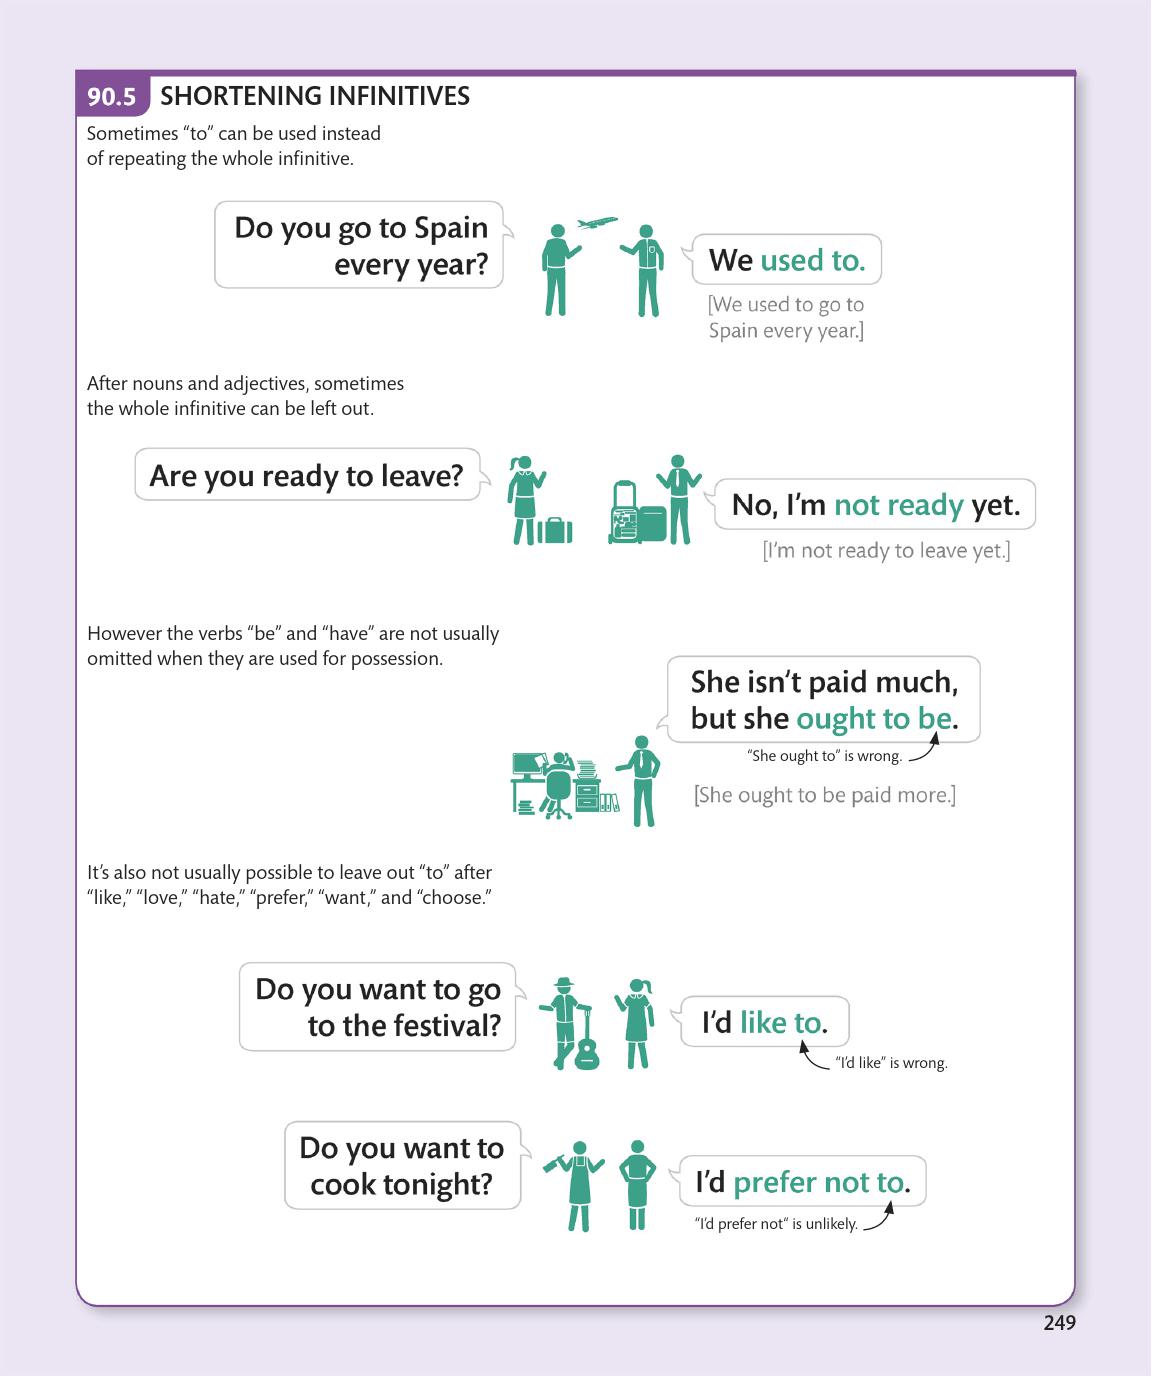 90.5 SHORTENING INFINITIVES
Sometimes “to” can be used instead
of repeating the whole infinitive.
Do you go to Spain
every year?
We used to.
[We used to go to
Spain every year.]
After nouns and adjectives, sometimes
the whole infinitive can be left out.
Are you ready to leave?
No, I’m not ready yet.
[I’m not ready to leave yet.]
However the verbs “be” and “have” are not usually
omitted when they are used for possession.
She isn’t paid much,
but she ought to be.
“She ought to” is wrong.
[She ought to be paid more.]
It’s also not usually possible to leave out “to” after
“like,” “love,” “hate,” “prefer,” “want,” and “choose.”
Do you want to go
to the festival?
I’d like to.
“I’d like” is wrong.
Do you want to
cook tonight?
I’d prefer not to.
“I’d prefer not“ is unlikely.
249